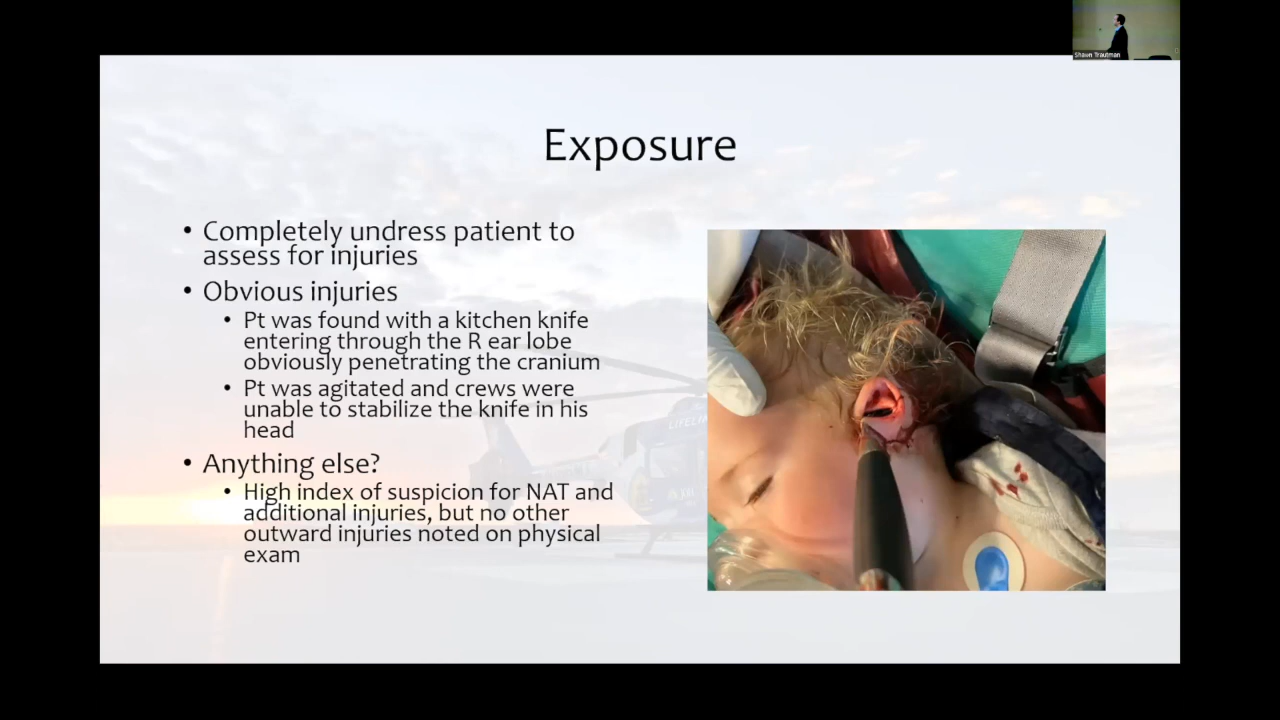 Shawn Trautman
Exposure
• Completely undress patient to
assess for injuries
• Obvious injuries
• Pt was found with a kitchen knife
entering through the R ear lobe
obviously penetrating the cranium
• Pt was agitated and crews were
unable to stabilize the knife in his
head
• Anything else?
• High index of suspicion for NAT and
additional injuries, but no other
outward injuries noted on physical
exam